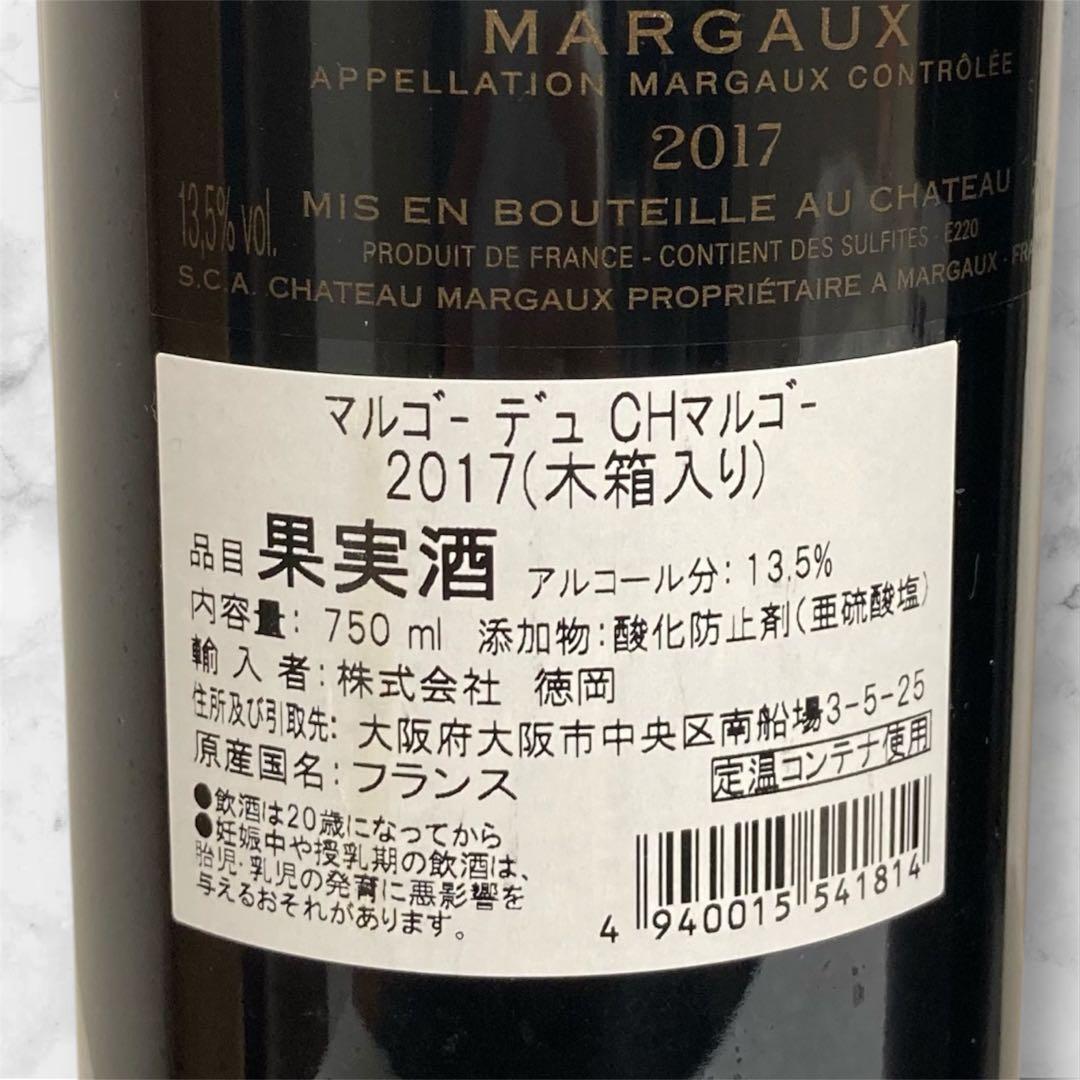 MARGAUX
APPELLATION MARGAUX CONTRÔLÉE
2017
13,5% vol.
MIS EN BOUTEILLE AU CHATEAU
PRODUIT DE FRANCE - CONTIENT DES SULFITES - E220
S.C.A. CHATEAU MARGAUX PROPRIÉTAIRE A MARGAUX - FRA
マルゴー デュ CHマルゴー
2017(木箱入り)
品目 果実酒 アルコール分: 13.5%
内容量: 750 ml 添加物:酸化防止剤(亜硫酸塩)
輸入者:株式会社 徳岡
住所及び引取先: 大阪府大阪市中央区南船場3-5-25
原産国名:フランス 定温コンテナ使用
●飲酒は20歳になってから
●妊娠中や授乳期の飲酒は、
胎児・乳児の発育に悪影響を
与えるおそれがあります。
4 940015 541814